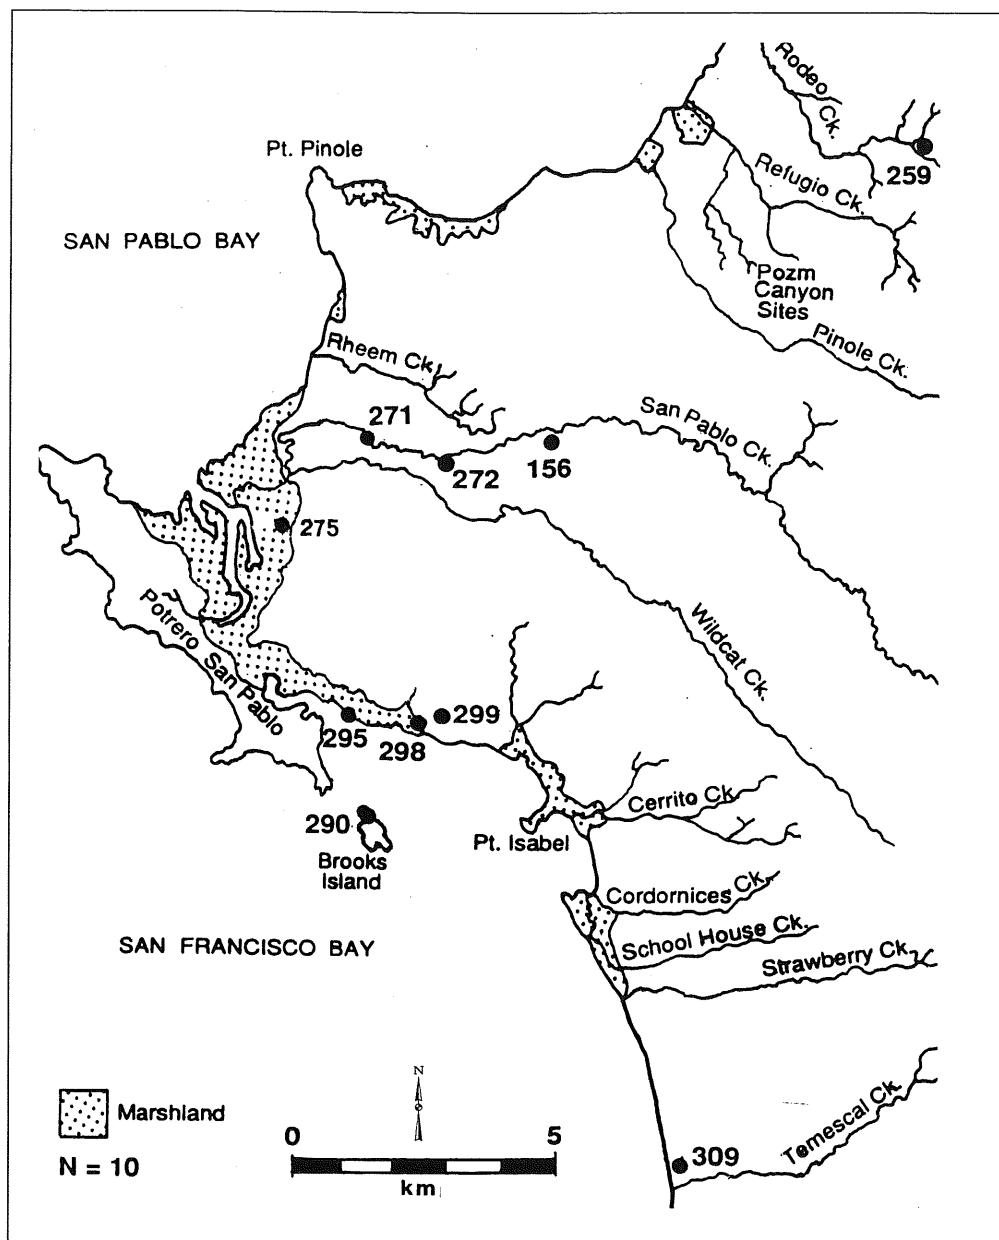 Rodeo
Ck.
259
Pt. Pinole
Refugio Ck.
SAN PABLO BAY
Pozm
Canyon
Sites
Pinole Ck.
Rheem Ck.
271
San Pablo Ck.
272
156
275
Potrero San Pablo
Wildcat Ck.
299
295
298
290
Brooks
Island
Cerrito Ck.
Pt. Isabel
Cordornices Ck.
SAN FRANCISCO BAY
School House Ck.
Strawberry Ck.
N
Marshland
N = 10
0 5
km
Temescal Ck.
309